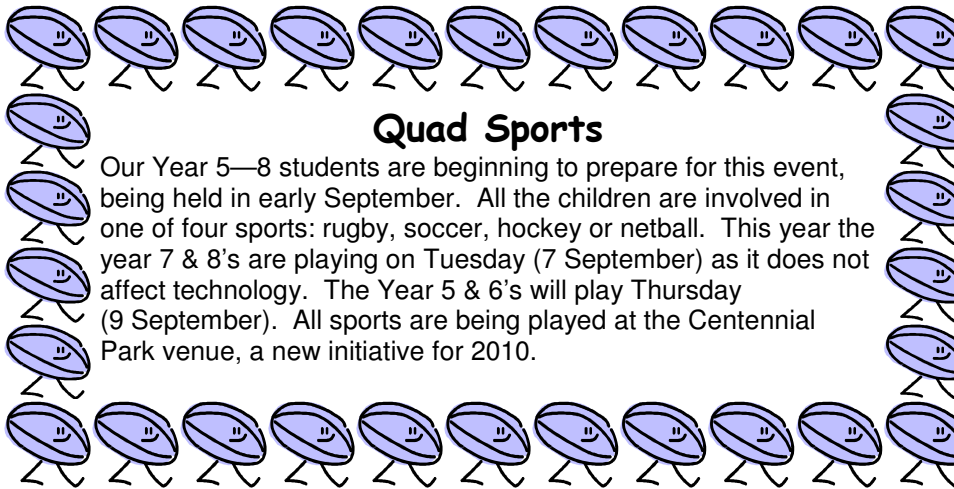 Quad Sports
Our Year 5—8 students are beginning to prepare for this event,
being held in early September.  All the children are involved in
one of four sports: rugby, soccer, hockey or netball.  This year the
year 7 & 8’s are playing on Tuesday (7 September) as it does not
affect technology.  The Year 5 & 6’s will play Thursday
(9 September).  All sports are being played at the Centennial
Park venue, a new initiative for 2010.